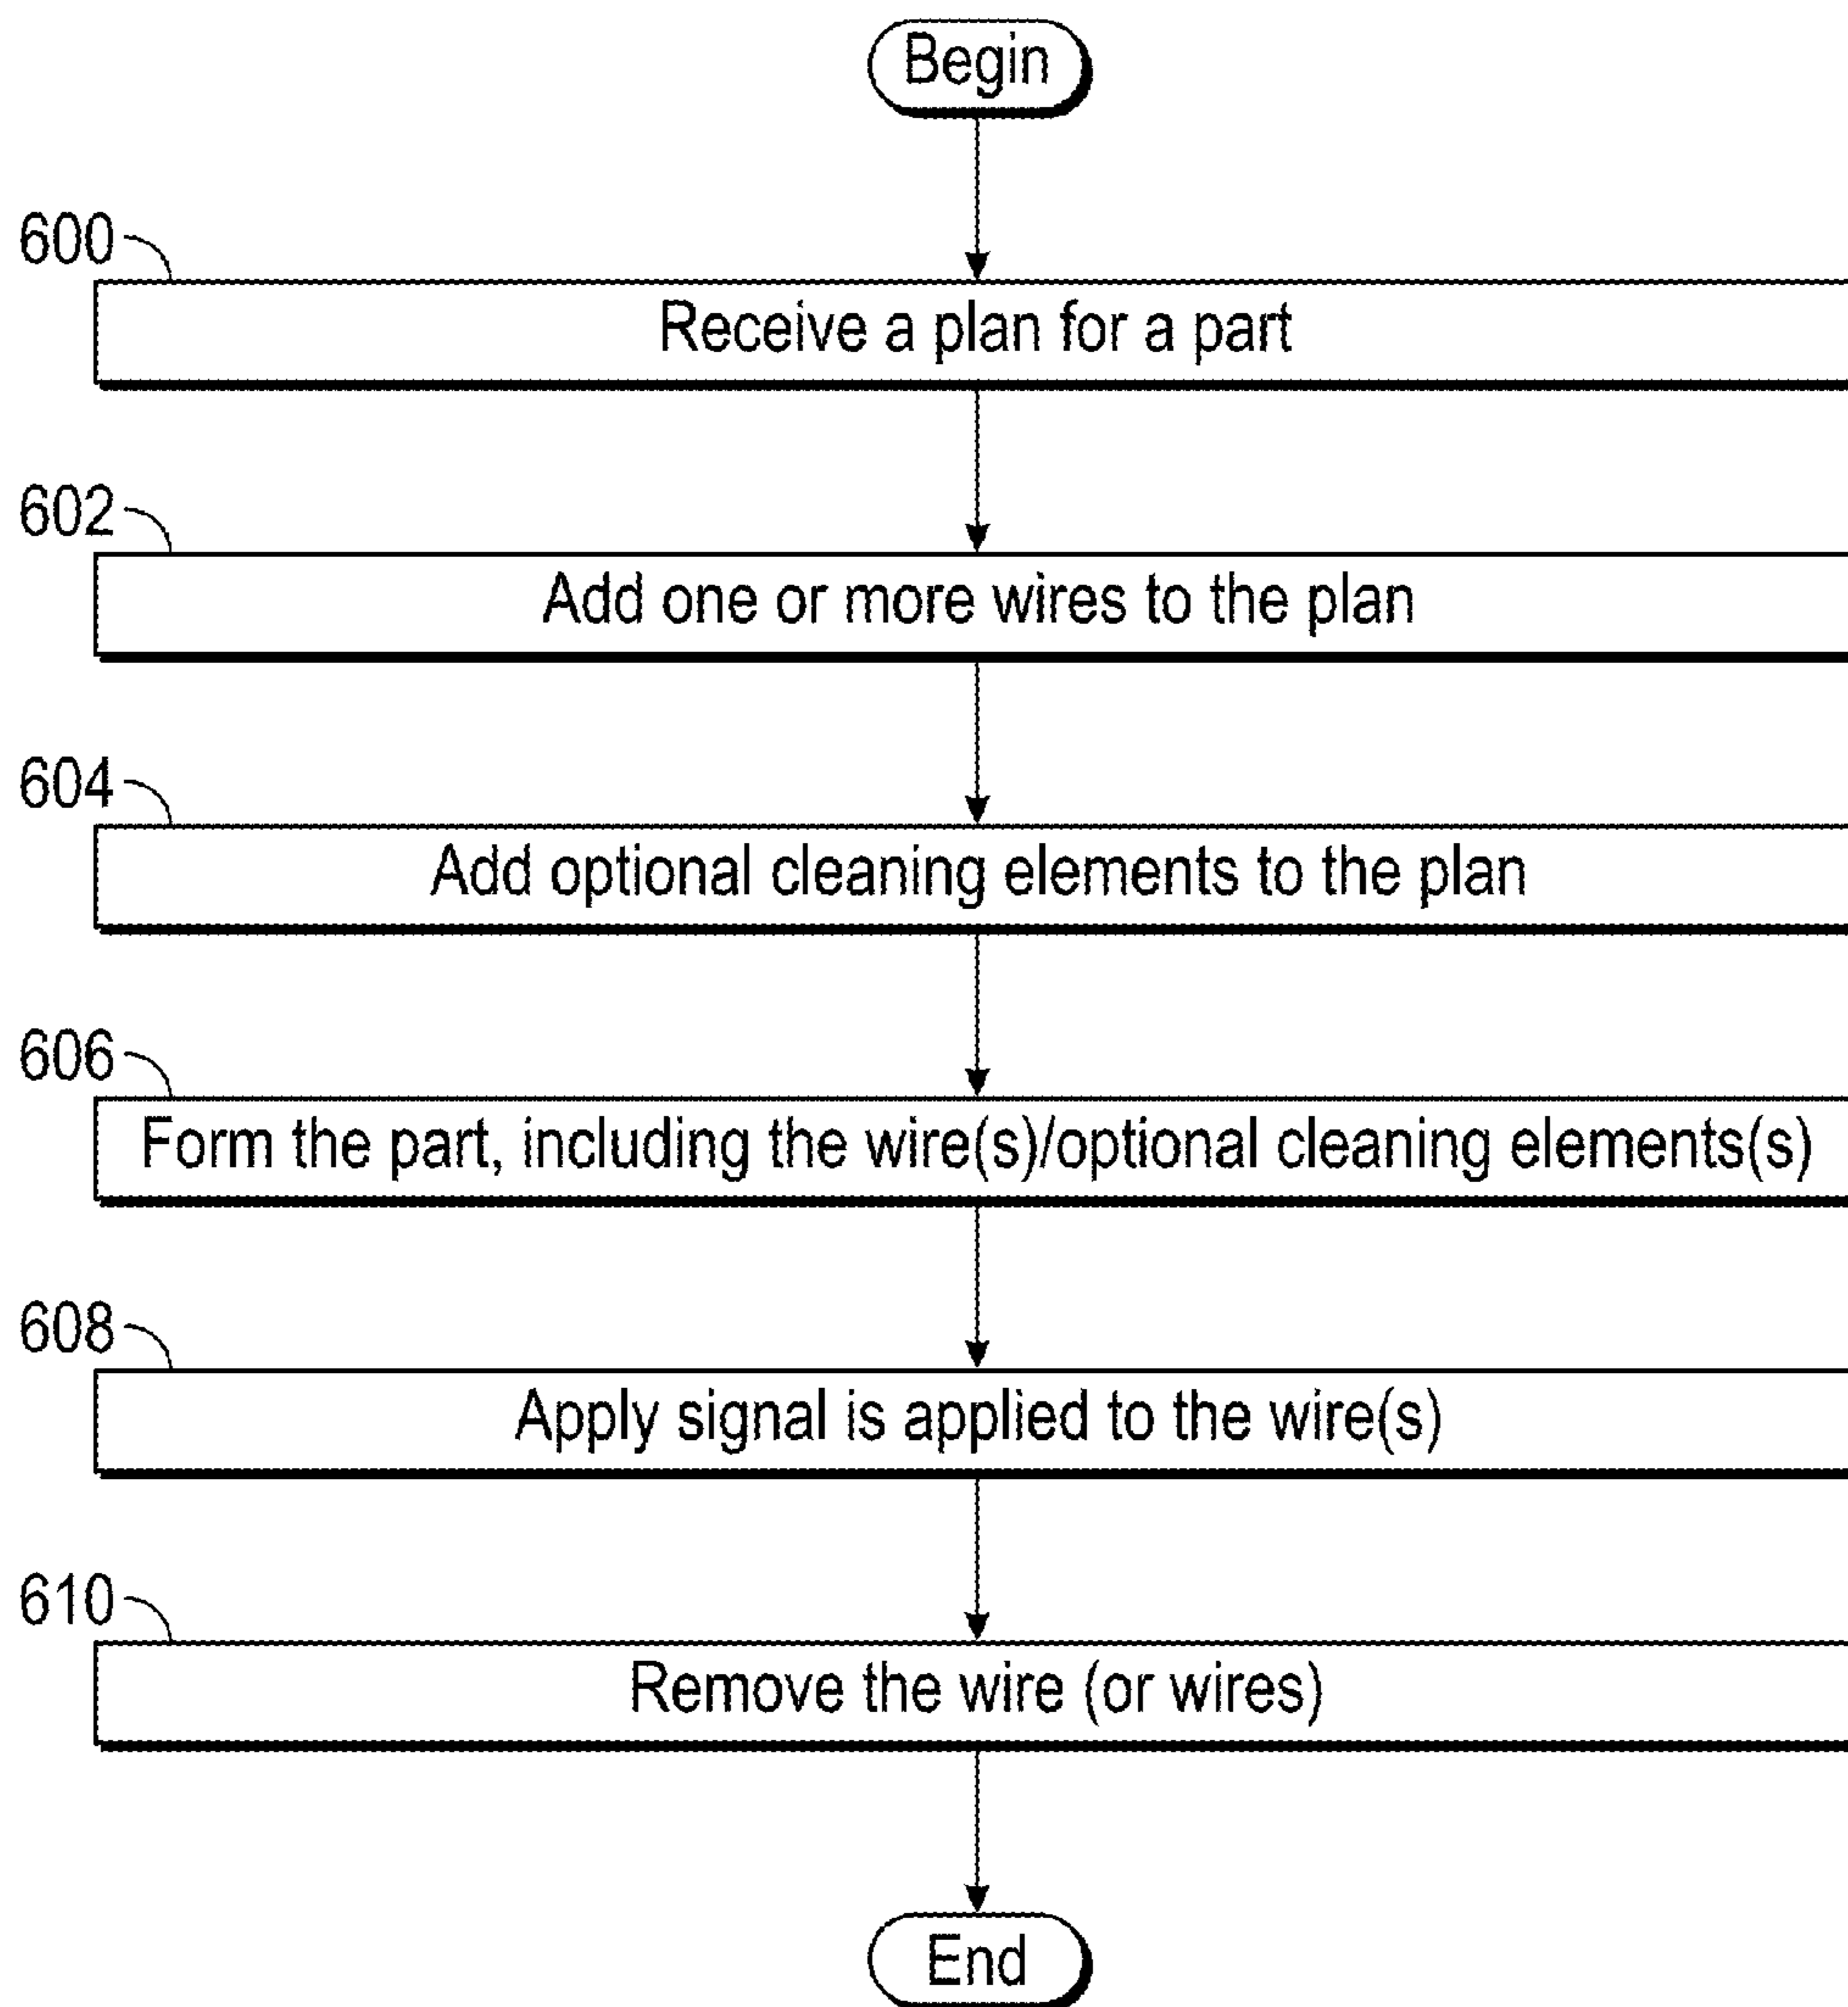 Begin
600
Receive a plan for a part
602
Add one or more wires to the plan
604
Add optional cleaning elements to the plan
606
Form the part, including the wire(s)/optional cleaning elements(s)
608
Apply signal is applied to the wire(s)
610
Remove the wire (or wires)
End